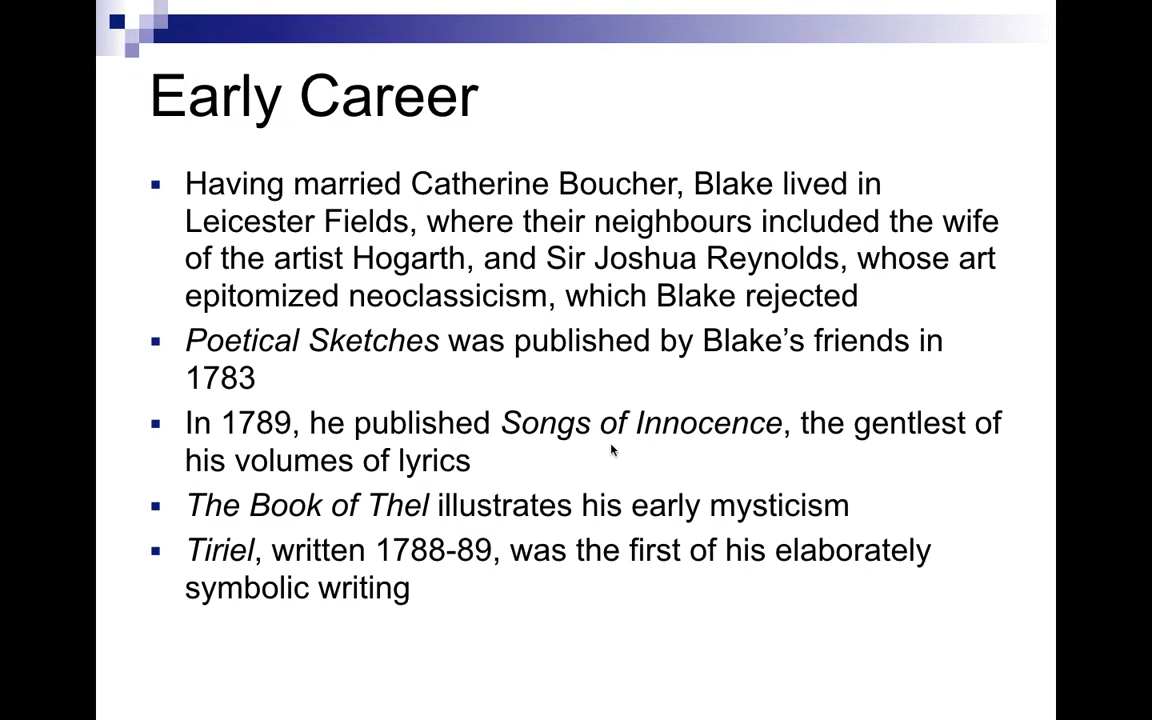 Early Career
Having married Catherine Boucher, Blake lived in
Leicester Fields, where their neighbours included the wife
of the artist Hogarth, and Sir Joshua Reynolds, whose art
epitomized neoclassicism, which Blake rejected
Poetical Sketches was published by Blake’s friends in
1783
In 1789, he published Songs of Innocence, the gentlest of
his volumes of lyrics
The Book of Thel illustrates his early mysticism
Tiriel, written 1788-89, was the first of his elaborately
symbolic writing